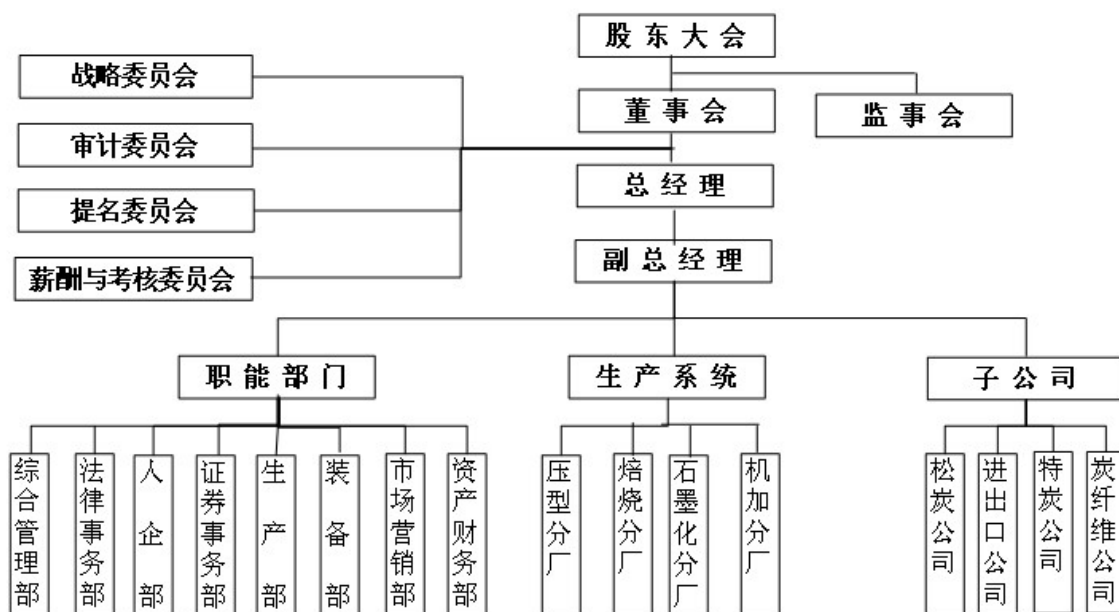 股东大会
战略委员会
董事会
监事会
审计委员会
总经理
提名委员会
副总经理
薪酬与考核委员会
职能部门
生产系统
子公司
综合管理部
法律事务部
人企部
证券事务部
生产部
装备部
市场营销部
资产财务部
压型分厂
焙烧分厂
石墨化分厂
机加分厂
松炭公司
进出口公司
特炭公司
炭纤维公司